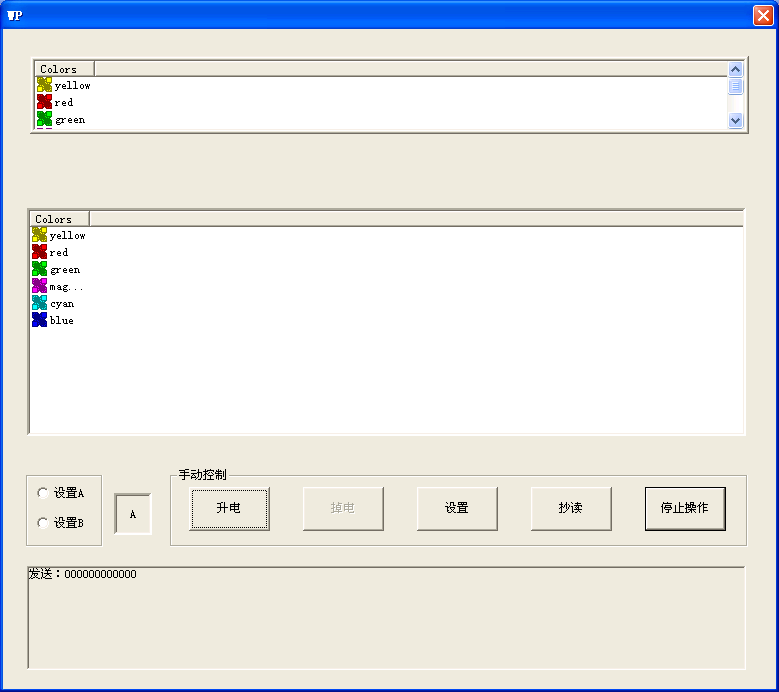 WP
Colors
yellow
red
green
Colors
yellow
red
green
mag...
cyan
blue
设置A
设置B
A
手动控制
升电
掉电
设置
抄读
停止操作
发送：000000000000